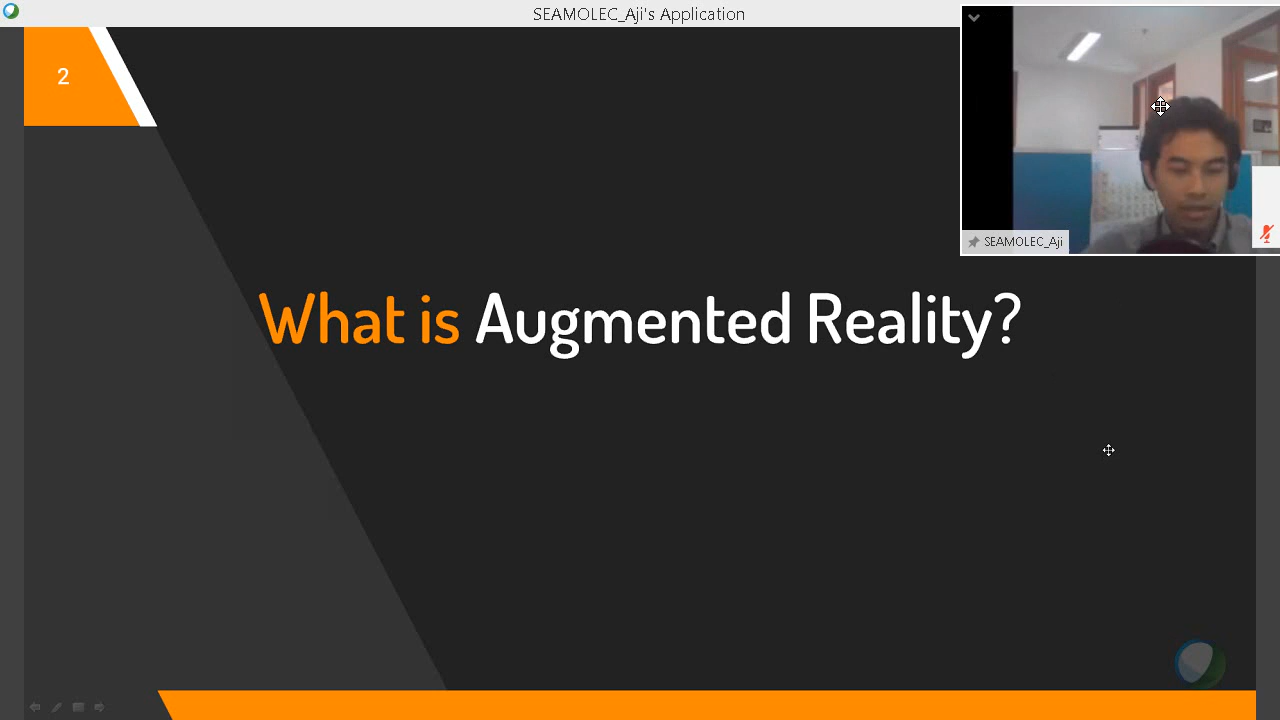 SEAMOLEC_Aji's Application
2
SEAMOLEC_Aji
What is Augmented Reality?